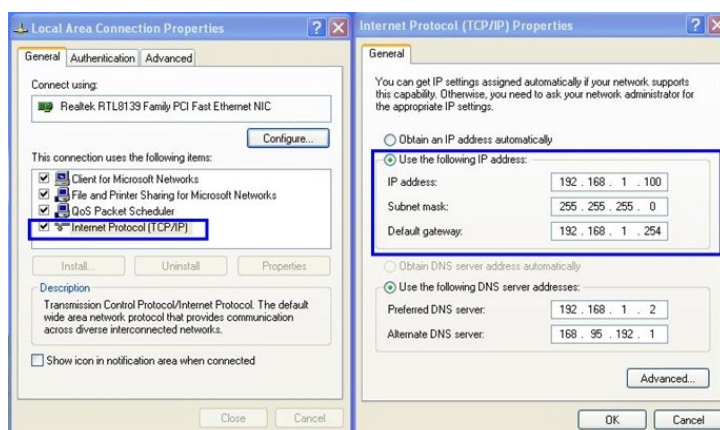 Local Area Connection Properties
General Authentication Advanced
Connect using:
Realtek RTL8139 Family PCI Fast Ethernet NIC
Configure...
This connection uses the following items:
Client for Microsoft Networks
File and Printer Sharing for Microsoft Networks
QoS Packet Scheduler
Internet Protocol (TCP/IP)
Install... Uninstall Properties
Description
Transmission Control Protocol/Internet Protocol. The default
wide area network protocol that provides communication
across diverse interconnected networks.
Show icon in notification area when connected
Close Cancel
Internet Protocol (TCP/IP) Properties
General
You can get IP settings assigned automatically if your network supports
this capability. Otherwise, you need to ask your network administrator for
the appropriate IP settings.
Obtain an IP address automatically
Use the following IP address:
IP address: 192 . 168 . 1 . 100
Subnet mask: 255 . 255 . 255 . 0
Default gateway: 192 . 168 . 1 . 254
Obtain DNS server address automatically
Use the following DNS server addresses:
Preferred DNS server: 192 . 168 . 1 . 2
Alternate DNS server: 168 . 95 . 192 . 1
Advanced...
OK Cancel